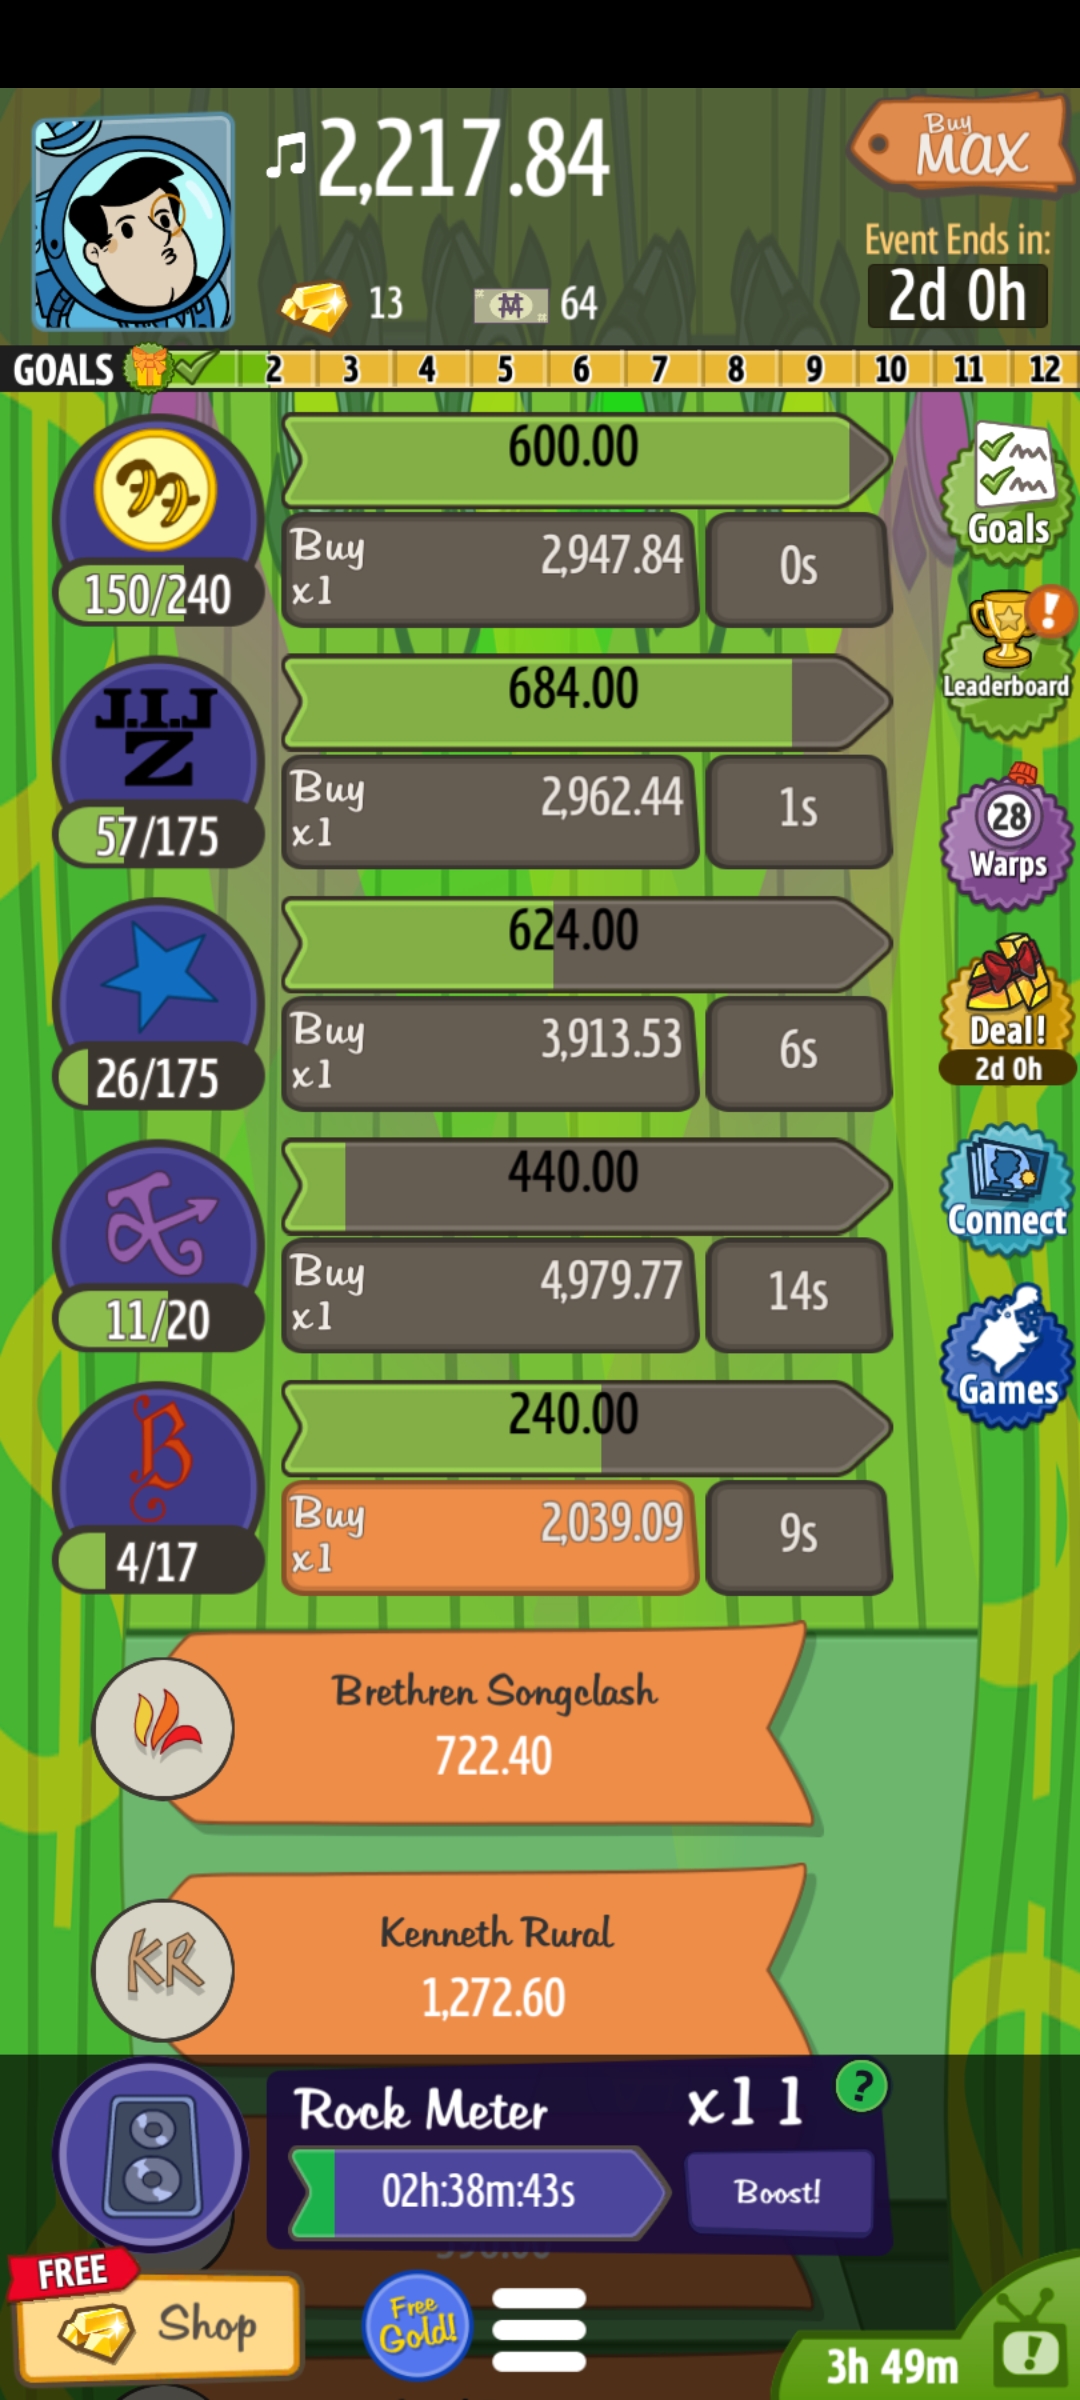 2,217.84
Buy
MAX
13
64
Event Ends in:
2d 0h
GOALS 2 3 4 5 6 7 8 9 10 11 12
600.00
150/240
Buy
x1
2,947.84
0s
Goals
J.I.J
Z
684.00
57/175
Buy
x1
2,962.44
1s
!
Leaderboard
28
Warps
624.00
26/175
Buy
x1
3,913.53
6s
Deal!
2d 0h
440.00
11/20
Buy
x1
4,979.77
14s
Connect
Games
B
240.00
4/17
Buy
x1
2,039.09
9s
Brethren Songclash
722.40
KR
Kenneth Rural
1,272.60
Rock Meter
x11
?
02h:38m:43s
Boost!
FREE
Shop
Free
Gold!
3h 49m
!